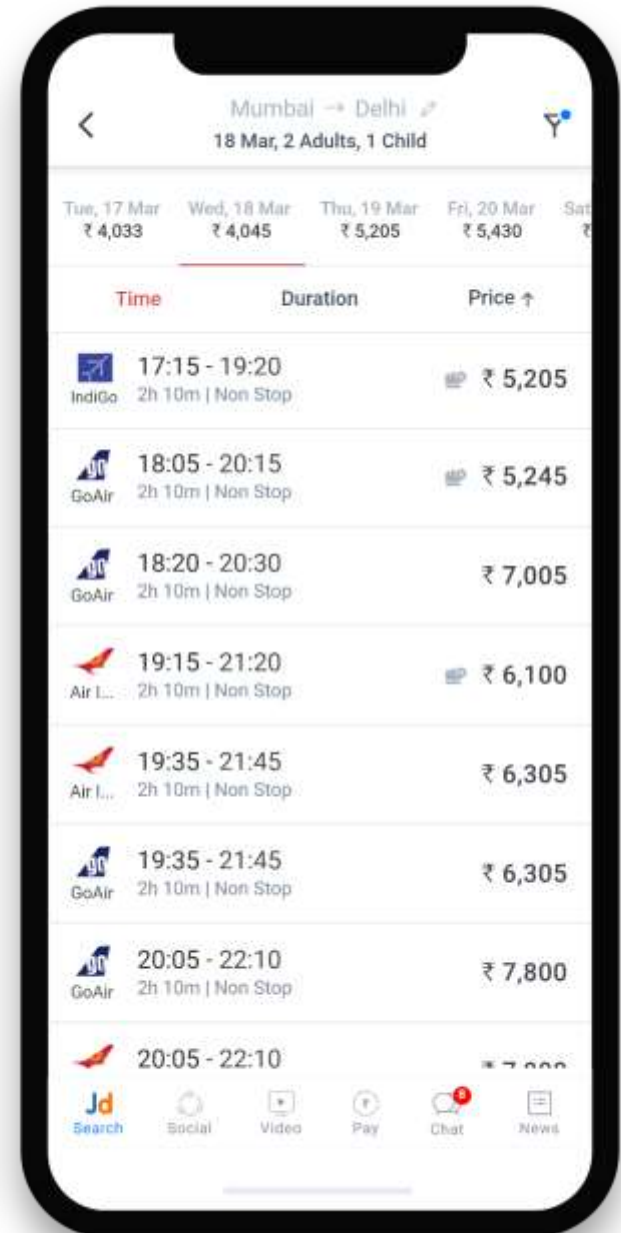 Mumbai → Delhi
18 Mar, 2 Adults, 1 Child
Tue, 17 Mar Wed, 18 Mar Thu, 19 Mar Fri, 20 Mar Sat
₹ 4,033 ₹ 4,045 ₹ 5,205 ₹ 5,430 ₹
Time Duration Price ↑
17:15 - 19:20
IndiGo 2h 10m | Non Stop ₹ 5,205
go 18:05 - 20:15
GoAir 2h 10m | Non Stop ₹ 5,245
go 18:20 - 20:30
GoAir 2h 10m | Non Stop ₹ 7,005
19:15 - 21:20
Air I... 2h 10m | Non Stop ₹ 6,100
19:35 - 21:45
Air I... 2h 10m | Non Stop ₹ 6,305
go 19:35 - 21:45
GoAir 2h 10m | Non Stop ₹ 6,305
go 20:05 - 22:10
GoAir 2h 10m | Non Stop ₹ 7,800
20:05 - 22:10
Jd 8
Search Social Video Pay Chat News